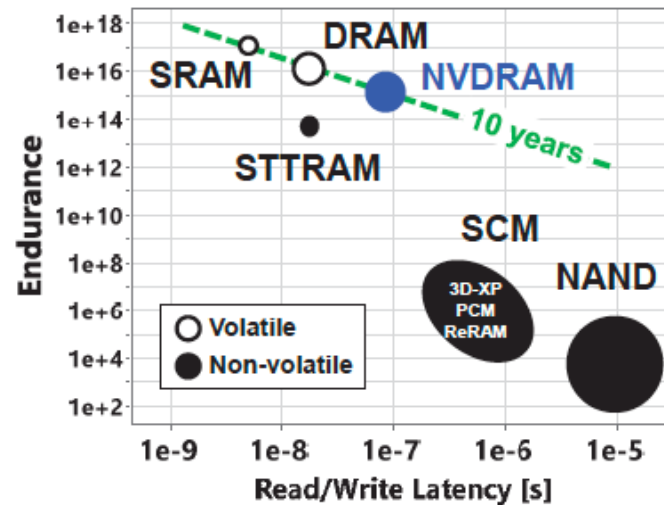 Endurance
1e+18
1e+16
1e+14
1e+12
1e+10
1e+8
1e+6
1e+4
1e+2
DRAM
SRAM
NVDRAM
10 years
STTRAM
SCM
NAND
3D-XP
PCM
ReRAM
Volatile
Non-volatile
1e-9 1e-8 1e-7 1e-6 1e-5
Read/Write Latency [s]